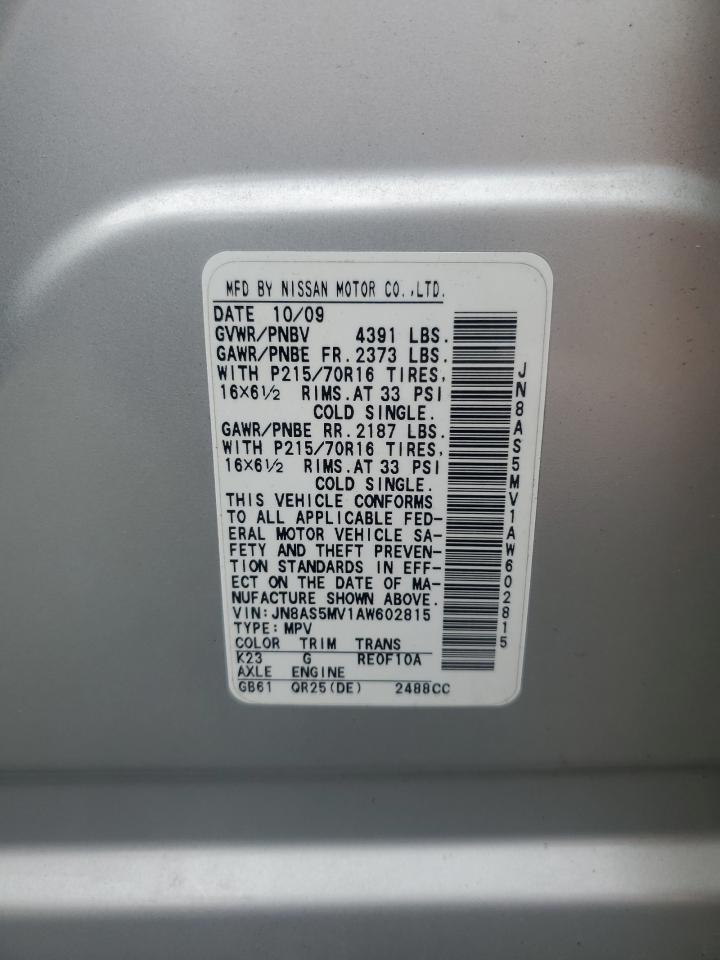 MFD BY NISSAN MOTOR CO.,LTD.
DATE 10/09
GVWR/PNBV 4391 LBS.
GAWR/PNBE FR. 2373 LBS.
WITH P215/70R16 TIRES,
16×6½ RIMS.AT 33 PSI
COLD SINGLE.
GAWR/PNBE RR. 2187 LBS.
WITH P215/70R16 TIRES,
16×6½ RIMS.AT 33 PSI
COLD SINGLE.
THIS VEHICLE CONFORMS
TO ALL APPLICABLE FED-
ERAL MOTOR VEHICLE SA-
FETY AND THEFT PREVEN-
TION STANDARDS IN EFF-
ECT ON THE DATE OF MA-
NUFACTURE SHOWN ABOVE.
VIN:JN8AS5MV1AW602815
TYPE:MPV
COLOR TRIM TRANS
K23 G RE0F10A
AXLE ENGINE
GB61 QR25(DE) 2488CC
JN8AS5MV1AW602815